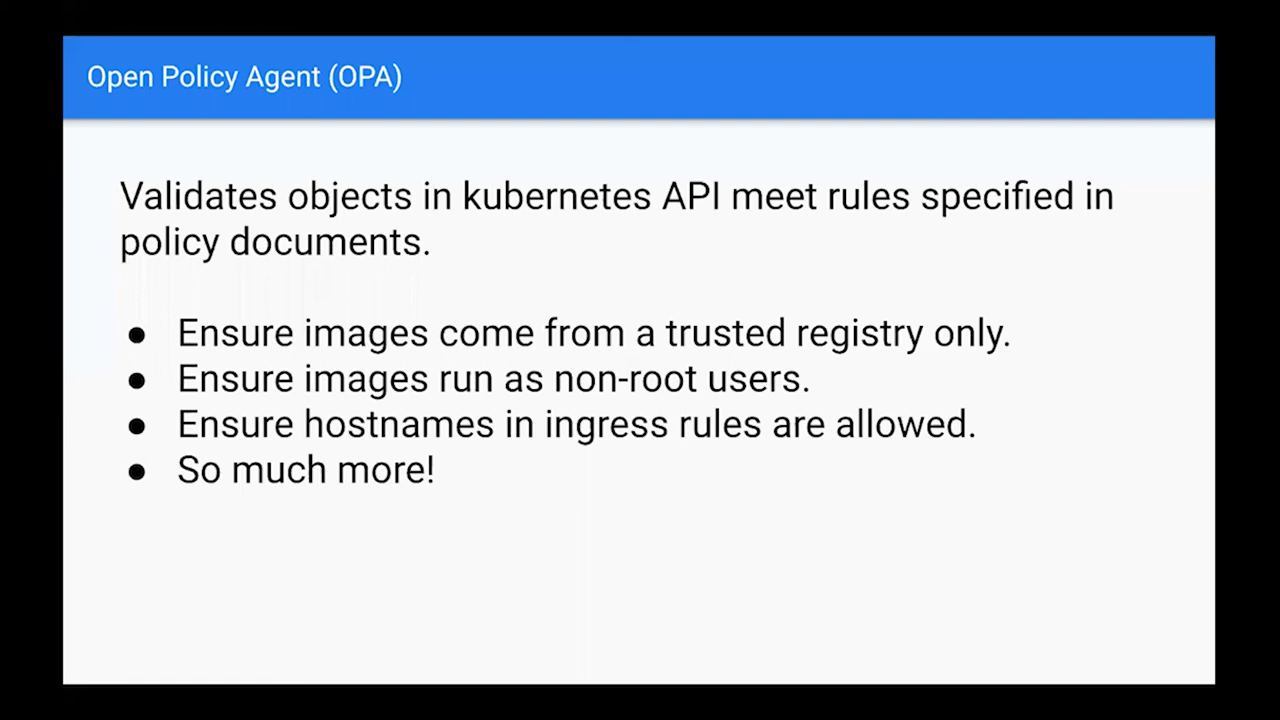 Open Policy Agent (OPA)
Validates objects in kubernetes API meet rules specified in
policy documents.
● Ensure images come from a trusted registry only.
● Ensure images run as non-root users.
● Ensure hostnames in ingress rules are allowed.
● So much more!